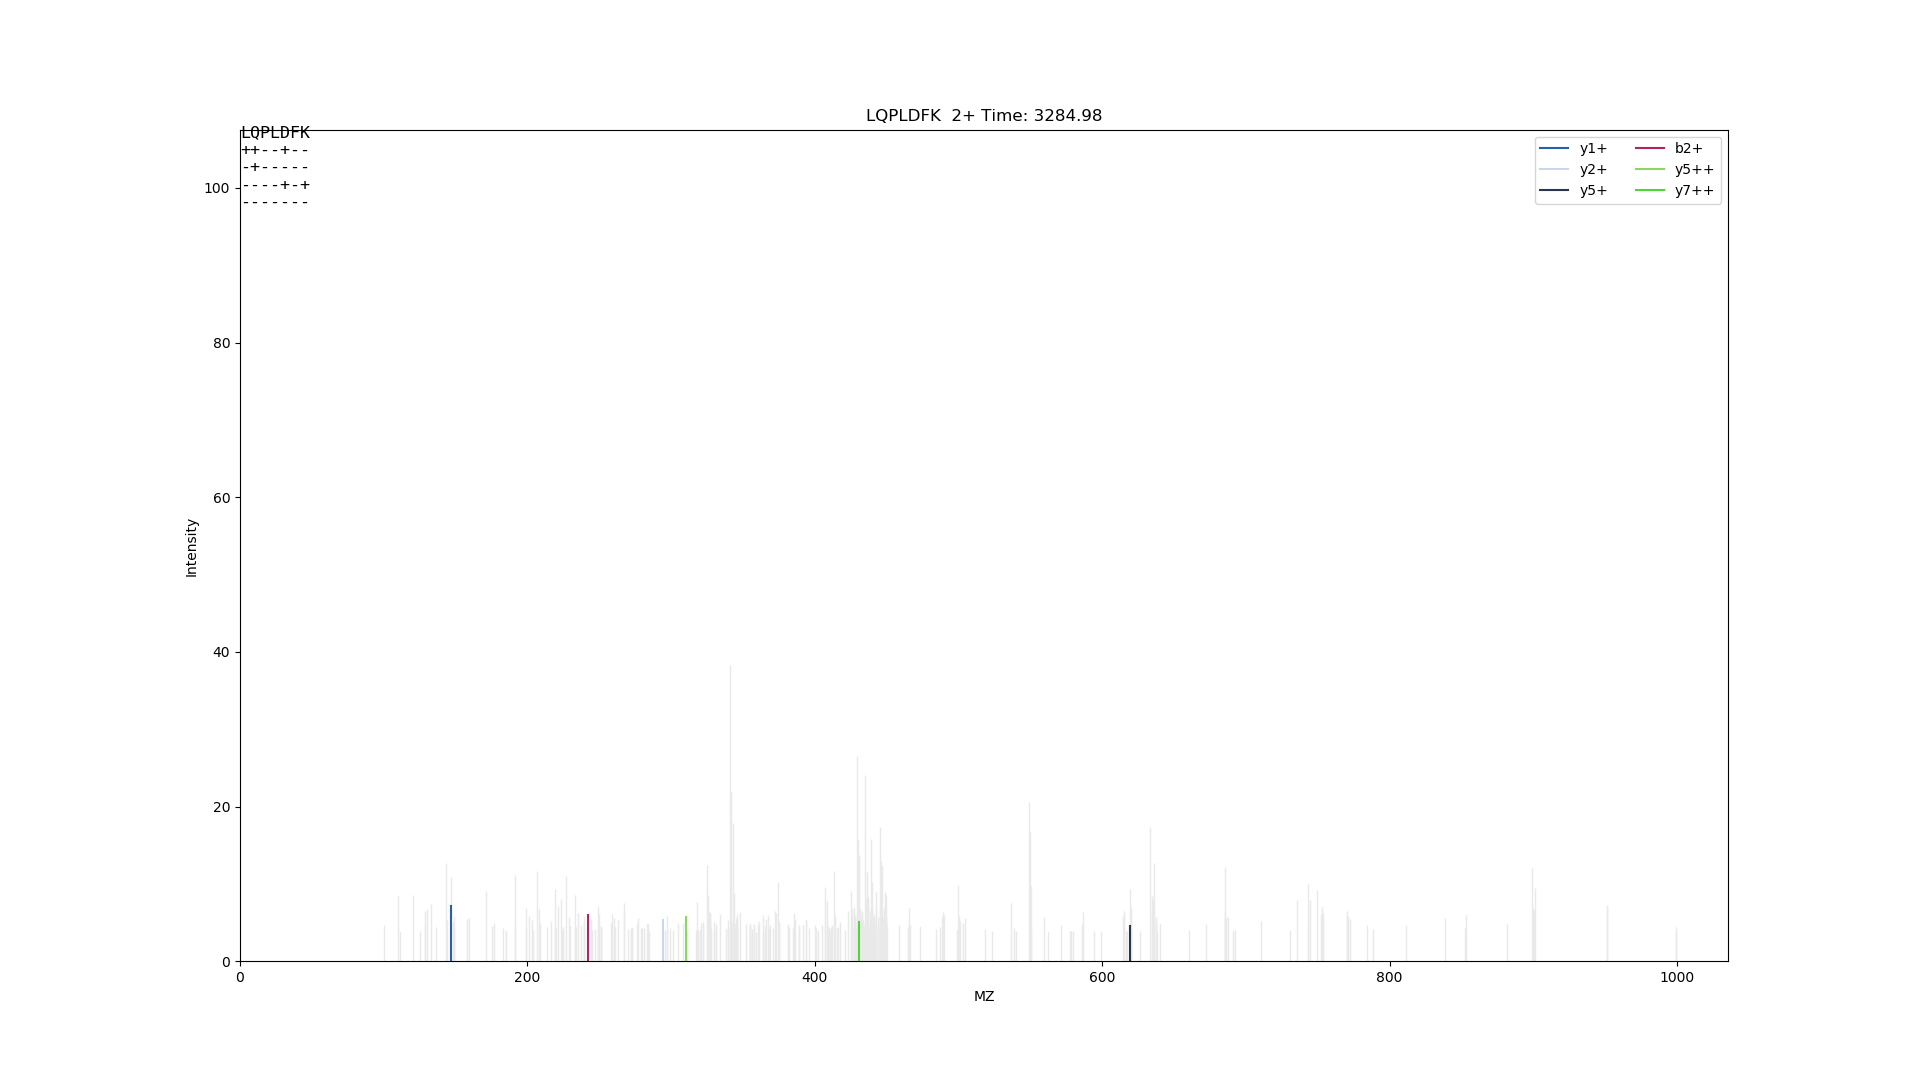 LQPLDFK  2+ Time: 3284.98
LQPLDFK
++--+--
-+-----
----+-+
-------
y1+
y2+
y5+
b2+
y5++
y7++
100
80
60
40
20
0
Intensity
0 200 400 600 800 1000
MZ